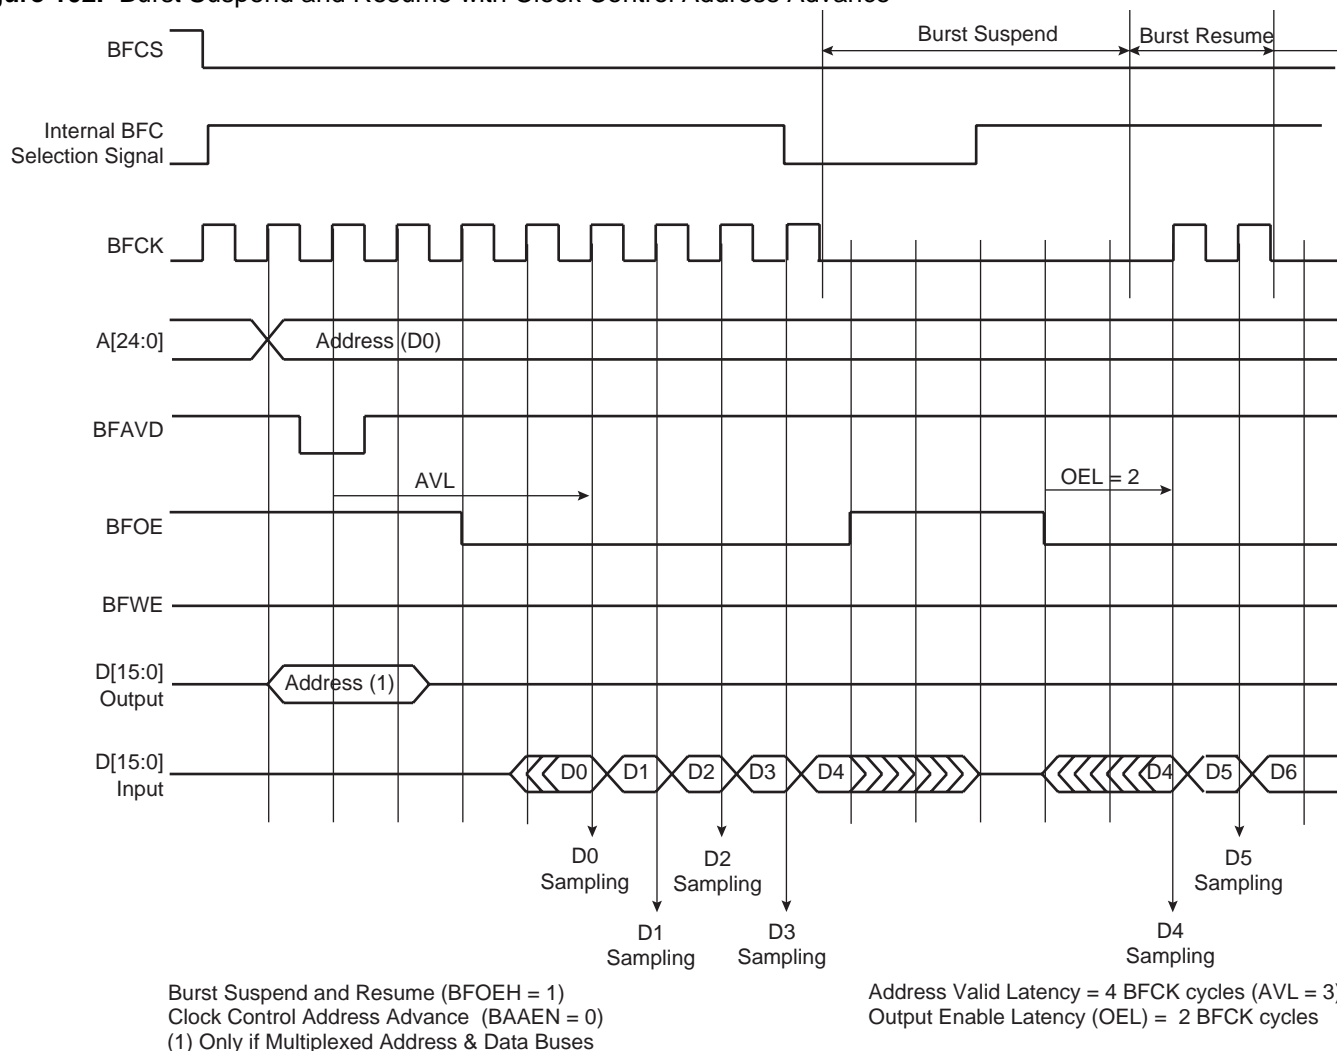 gure 102. Burst Suspend and Resume with Clock Control Address Advance
Burst Suspend
Burst Resume
BFCS
Internal BFC
Selection Signal
BFCK
A[24:0]
Address (D0)
BFAVD
AVL
OEL = 2
BFOE
BFWE
D[15:0]
Output
Address (1)
D[15:0]
Input
D0
D1
D2
D3
D4
D4
D5
D6
D0
Sampling
D1
Sampling
D2
Sampling
D3
Sampling
D4
Sampling
D5
Sampling
Burst Suspend and Resume (BFOEH = 1)
Clock Control Address Advance (BAAEN = 0)
(1) Only if Multiplexed Address & Data Buses
Address Valid Latency = 4 BFCK cycles (AVL = 3)
Output Enable Latency (OEL) = 2 BFCK cycles